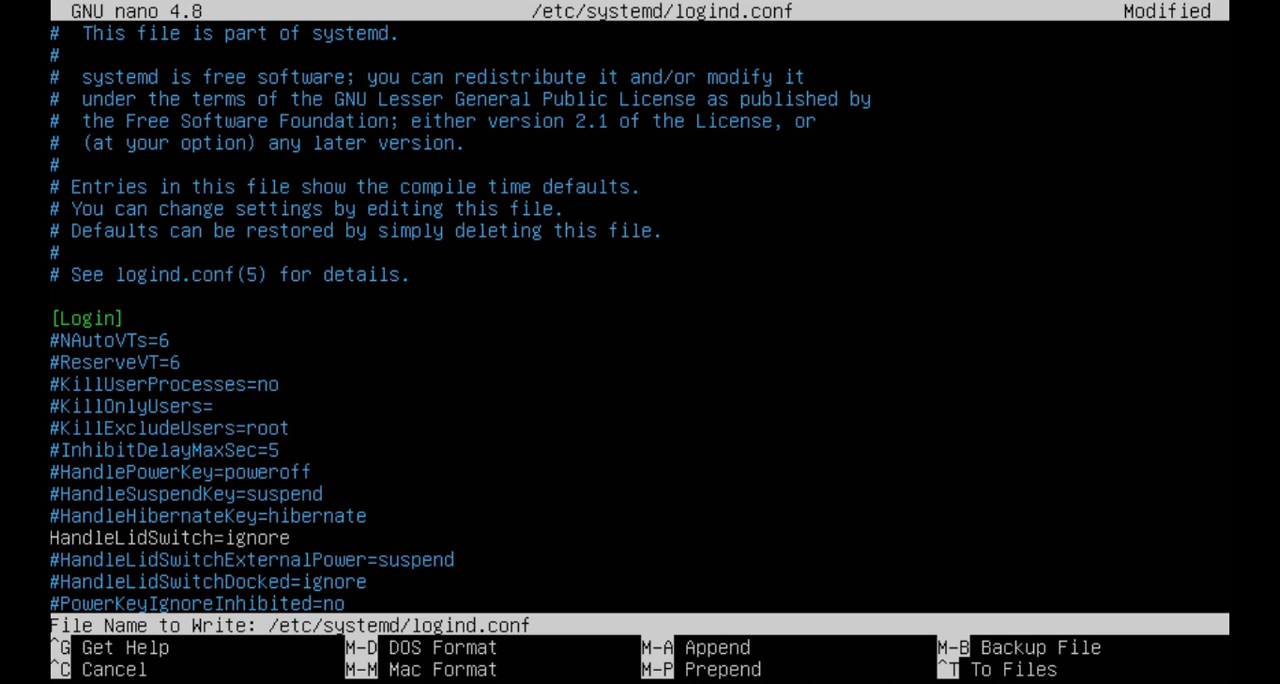 GNU nano 4.8 /etc/systemd/logind.conf Modified
#  This file is part of systemd.
#
#  systemd is free software; you can redistribute it and/or modify it
#  under the terms of the GNU Lesser General Public License as published by
#  the Free Software Foundation; either version 2.1 of the License, or
#  (at your option) any later version.
#
# Entries in this file show the compile time defaults.
# You can change settings by editing this file.
# Defaults can be restored by simply deleting this file.
#
# See logind.conf(5) for details.
[Login]
#NAutoVTs=6
#ReserveVT=6
#KillUserProcesses=no
#KillOnlyUsers=
#KillExcludeUsers=root
#InhibitDelayMaxSec=5
#HandlePowerKey=poweroff
#HandleSuspendKey=suspend
#HandleHibernateKey=hibernate
HandleLidSwitch=ignore
#HandleLidSwitchExternalPower=suspend
#HandleLidSwitchDocked=ignore
#PowerKeyIgnoreInhibited=no
File Name to Write: /etc/systemd/logind.conf
^G Get Help M-D DOS Format M-A Append M-B Backup File
^C Cancel M-M Mac Format M-P Prepend ^T To Files